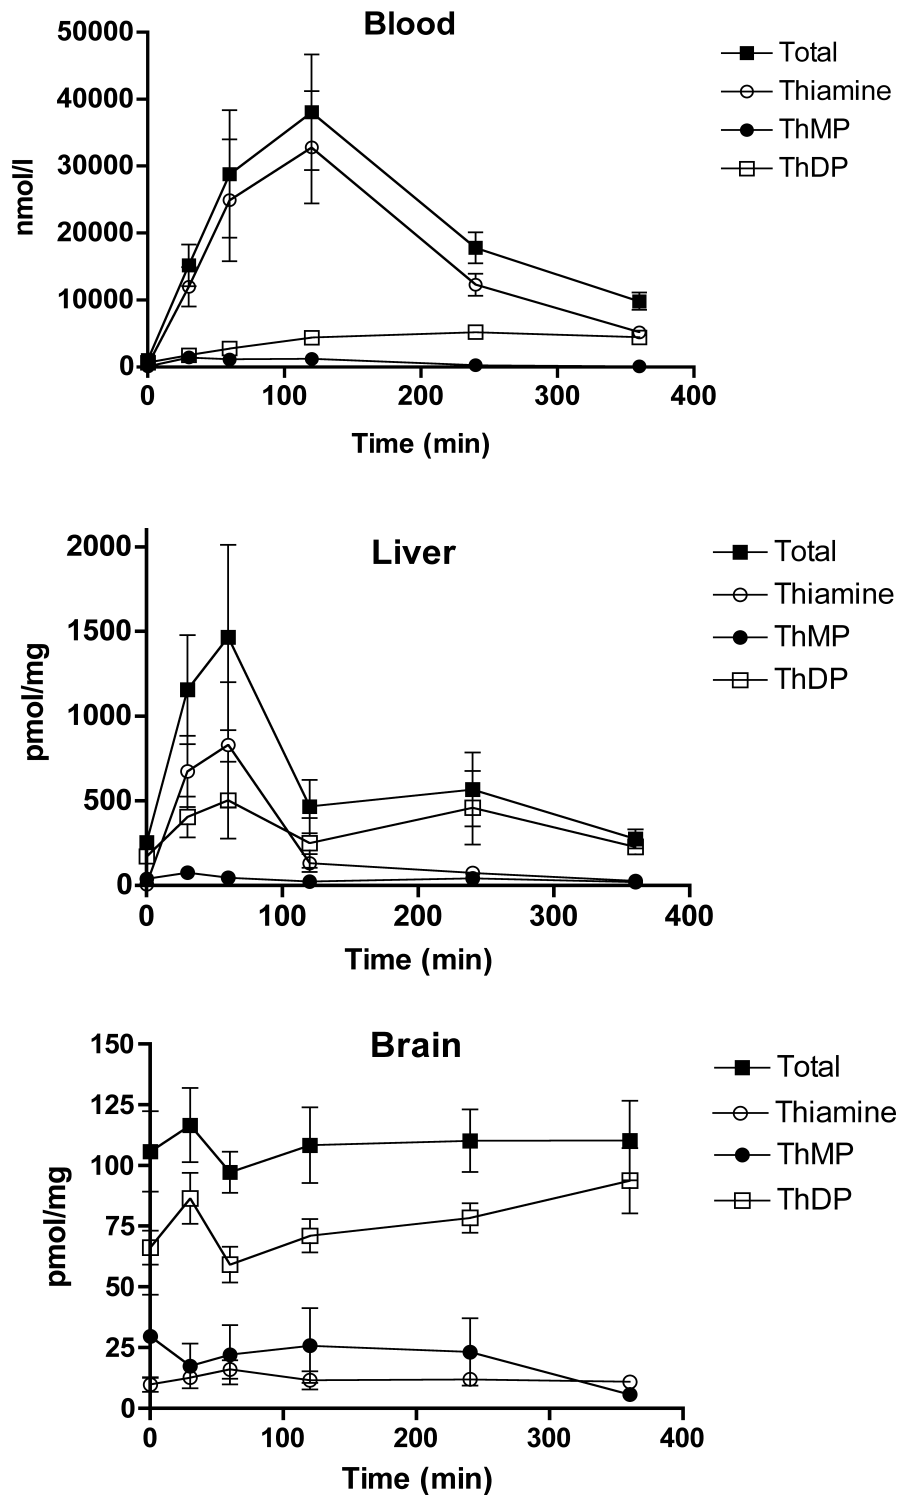 Blood
50000
40000
30000
20000
10000
0
nmol/l
0 100 200 300 400
Time (min)
Total
Thiamine
ThMP
ThDP
Liver
2000
1500
1000
500
0
pmol/mg
0 100 200 300 400
Time (min)
Total
Thiamine
ThMP
ThDP
Brain
150
125
100
75
50
25
0
pmol/mg
0 100 200 300 400
Time (min)
Total
Thiamine
ThMP
ThDP